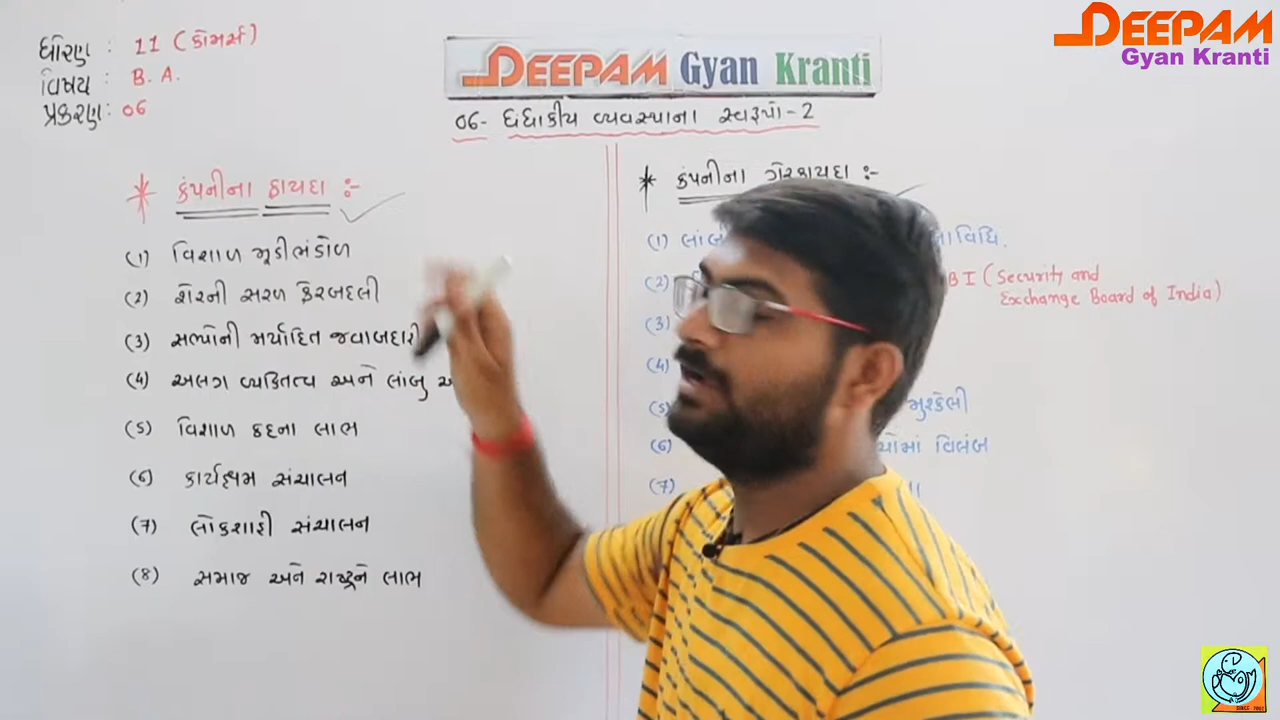 DEEPAM
Gyan Kranti
ધોરણ : 11 (કોમર્સ)
વિષય : B. A.
પ્રકરણ : 06
DEEPAM Gyan Kranti
06- ધંધાકીય વ્યવસ્થાના સ્વરૂપો-2
* કંપનીના ફાયદા :-
(1) વિશાળ મૂડીભંડોળ
(2) શેરની સરળ ફેરબદલી
(3) સભ્યોની મર્યાદિત જવાબદારી
(4) અલગ વ્યક્તિત્વ અને લાંબુ
(5) વિશાળ કદના લાભ
(6) કાર્યક્ષમ સંચાલન
(7) લોકશાહી સંચાલન
(8) સમાજ અને રાષ્ટ્રને લાભ
* કંપનીના ગેરફાયદા :-
(1)
(2) BI (Security and
Exchange Board of India)
(3)
(4)
(5) મુશ્કેલી
(6) વિલંબ
(7)
SINCE 2001